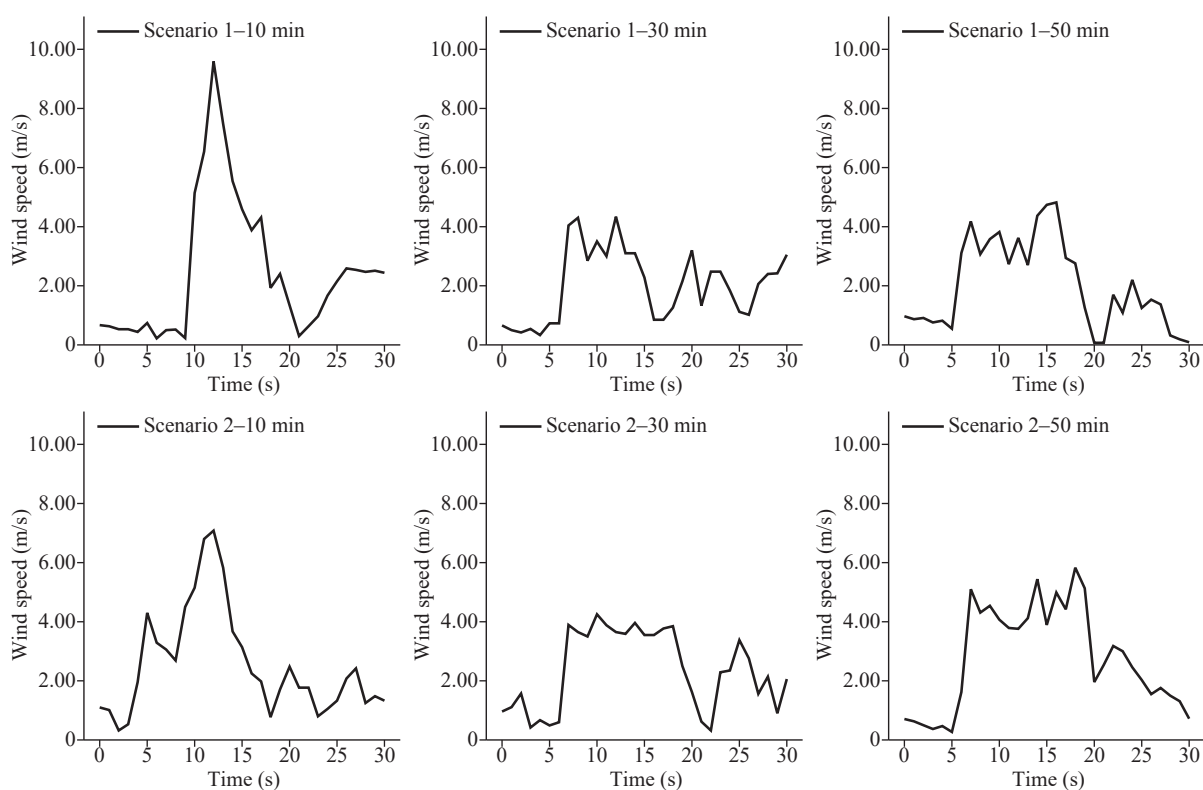 Scenario 1–10 min
Wind speed (m/s)
10.00
8.00
6.00
4.00
2.00
0
0 5 10 15 20 25 30
Time (s)
Scenario 1–30 min
Wind speed (m/s)
10.00
8.00
6.00
4.00
2.00
0
0 5 10 15 20 25 30
Time (s)
Scenario 1–50 min
Wind speed (m/s)
10.00
8.00
6.00
4.00
2.00
0
0 5 10 15 20 25 30
Time (s)
Scenario 2–10 min
Wind speed (m/s)
10.00
8.00
6.00
4.00
2.00
0
0 5 10 15 20 25 30
Time (s)
Scenario 2–30 min
Wind speed (m/s)
10.00
8.00
6.00
4.00
2.00
0
0 5 10 15 20 25 30
Time (s)
Scenario 2–50 min
Wind speed (m/s)
10.00
8.00
6.00
4.00
2.00
0
0 5 10 15 20 25 30
Time (s)